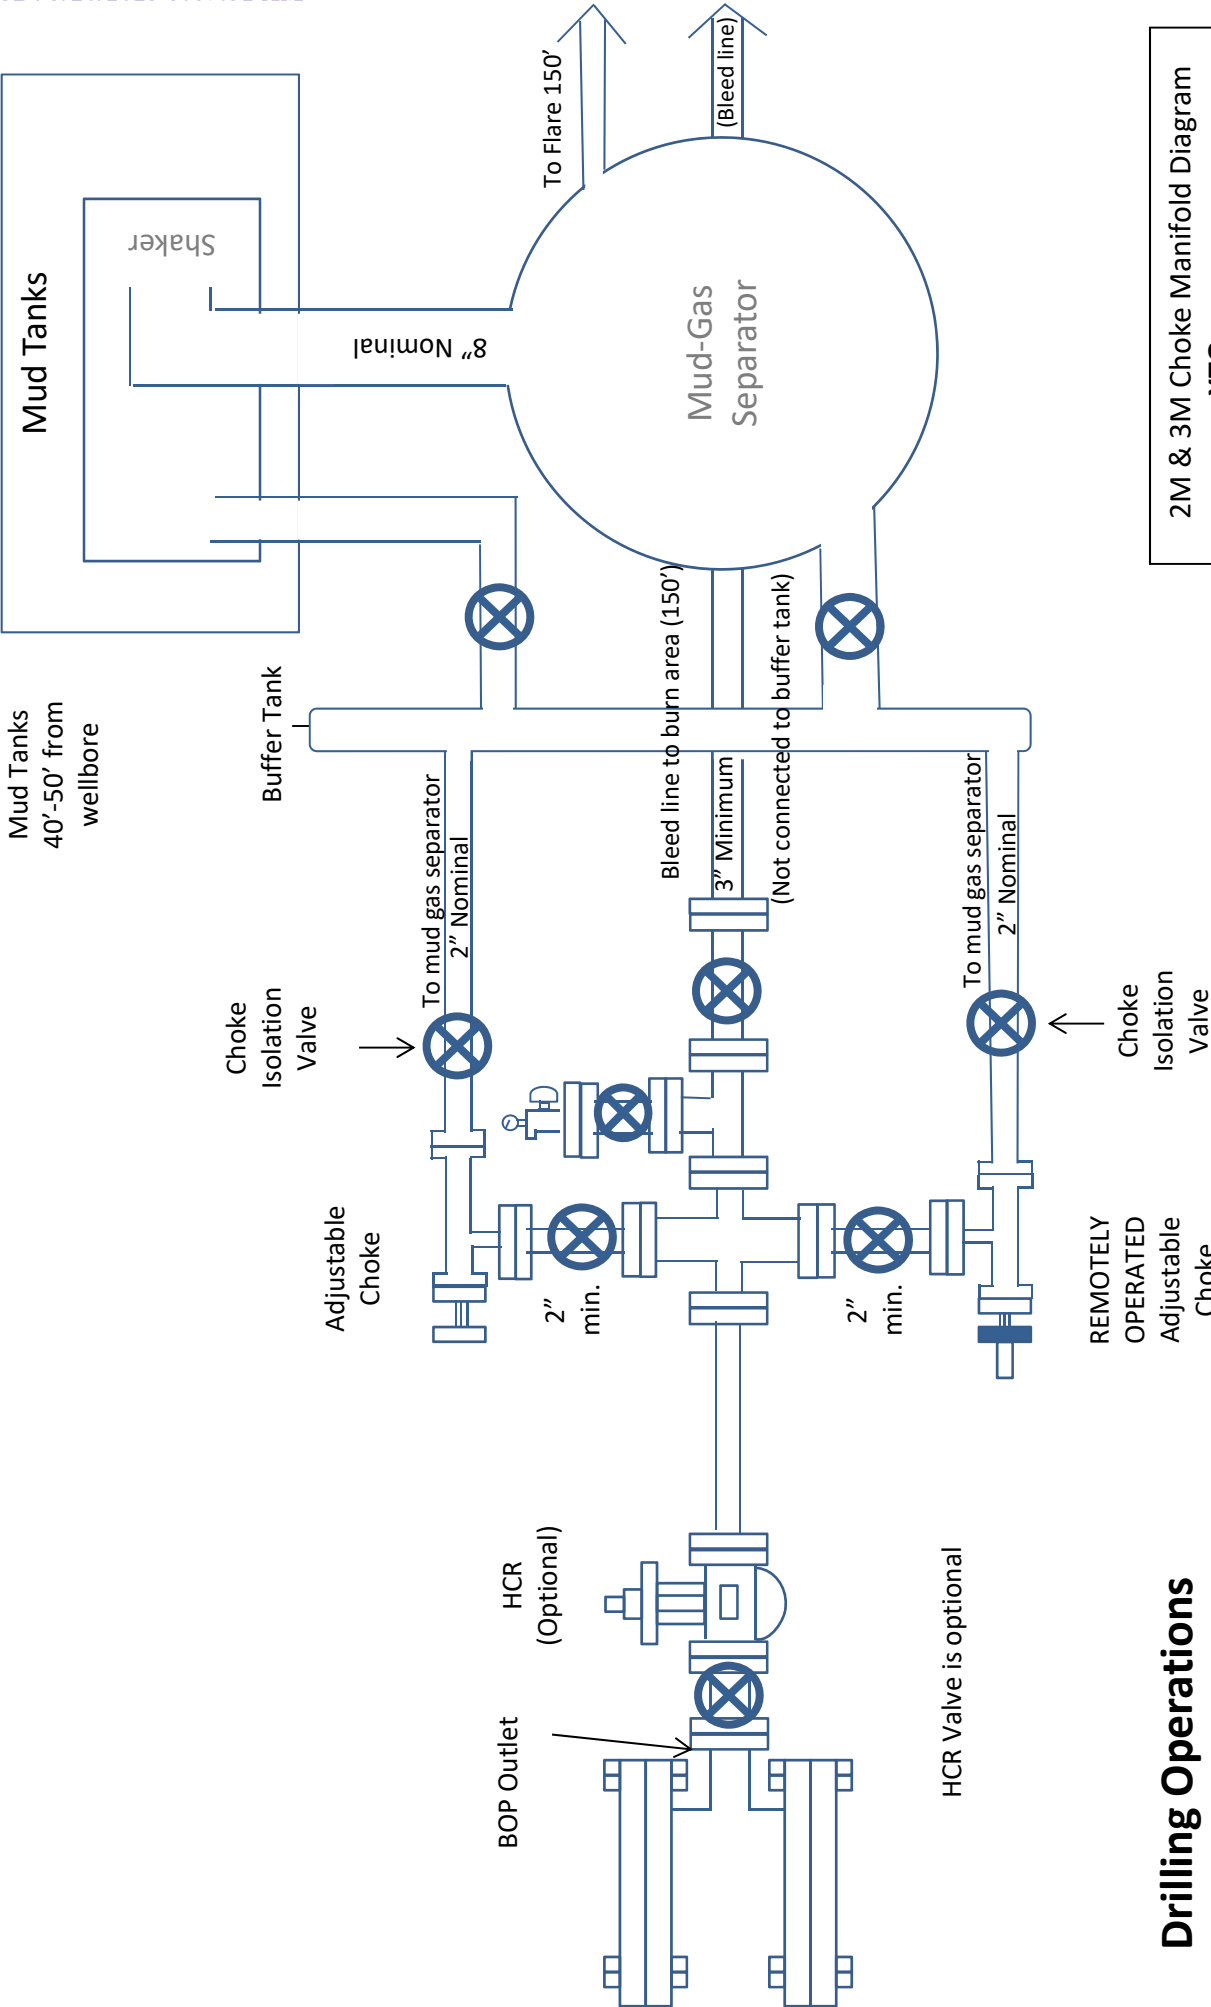 Mud Tanks
Shaker
8” Nominal
To Flare 150’
(Bleed line)
Mud-Gas
Separator
Mud Tanks
40’-50’ from
wellbore
Buffer Tank
To mud gas separator
2” Nominal
Bleed line to burn area (150’)
3” Minimum
(Not connected to buffer tank)
To mud gas separator
2” Nominal
Choke
Isolation
Valve
Choke
Isolation
Valve
Adjustable
Choke
2”
min.
2”
min.
REMOTELY
OPERATED
Adjustable
Choke
HCR
(Optional)
BOP Outlet
HCR Valve is optional
Drilling Operations
2M & 3M Choke Manifold Diagram